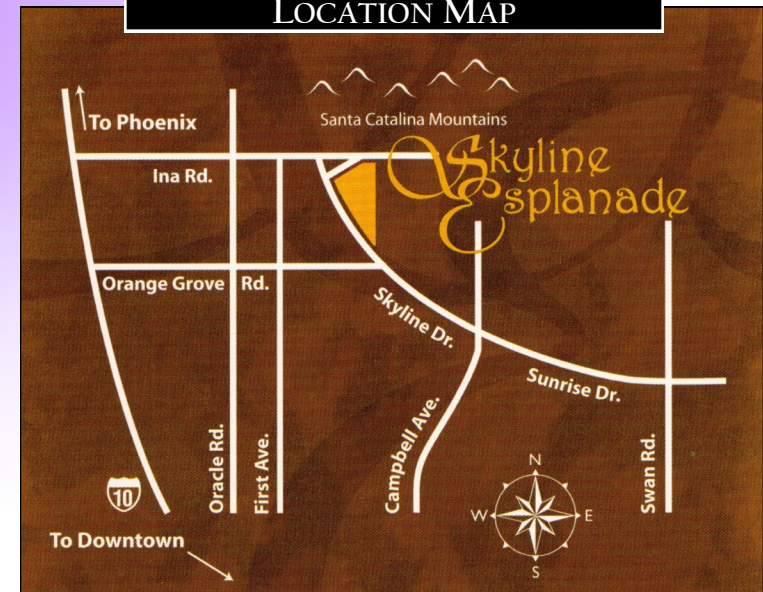 LOCATION MAP
To Phoenix
Santa Catalina Mountains
Skyline
Esplanade
Ina Rd.
Orange Grove Rd.
Skyline Dr.
Sunrise Dr.
Oracle Rd.
First Ave.
Campbell Ave.
Swan Rd.
10
N
W E
S
To Downtown